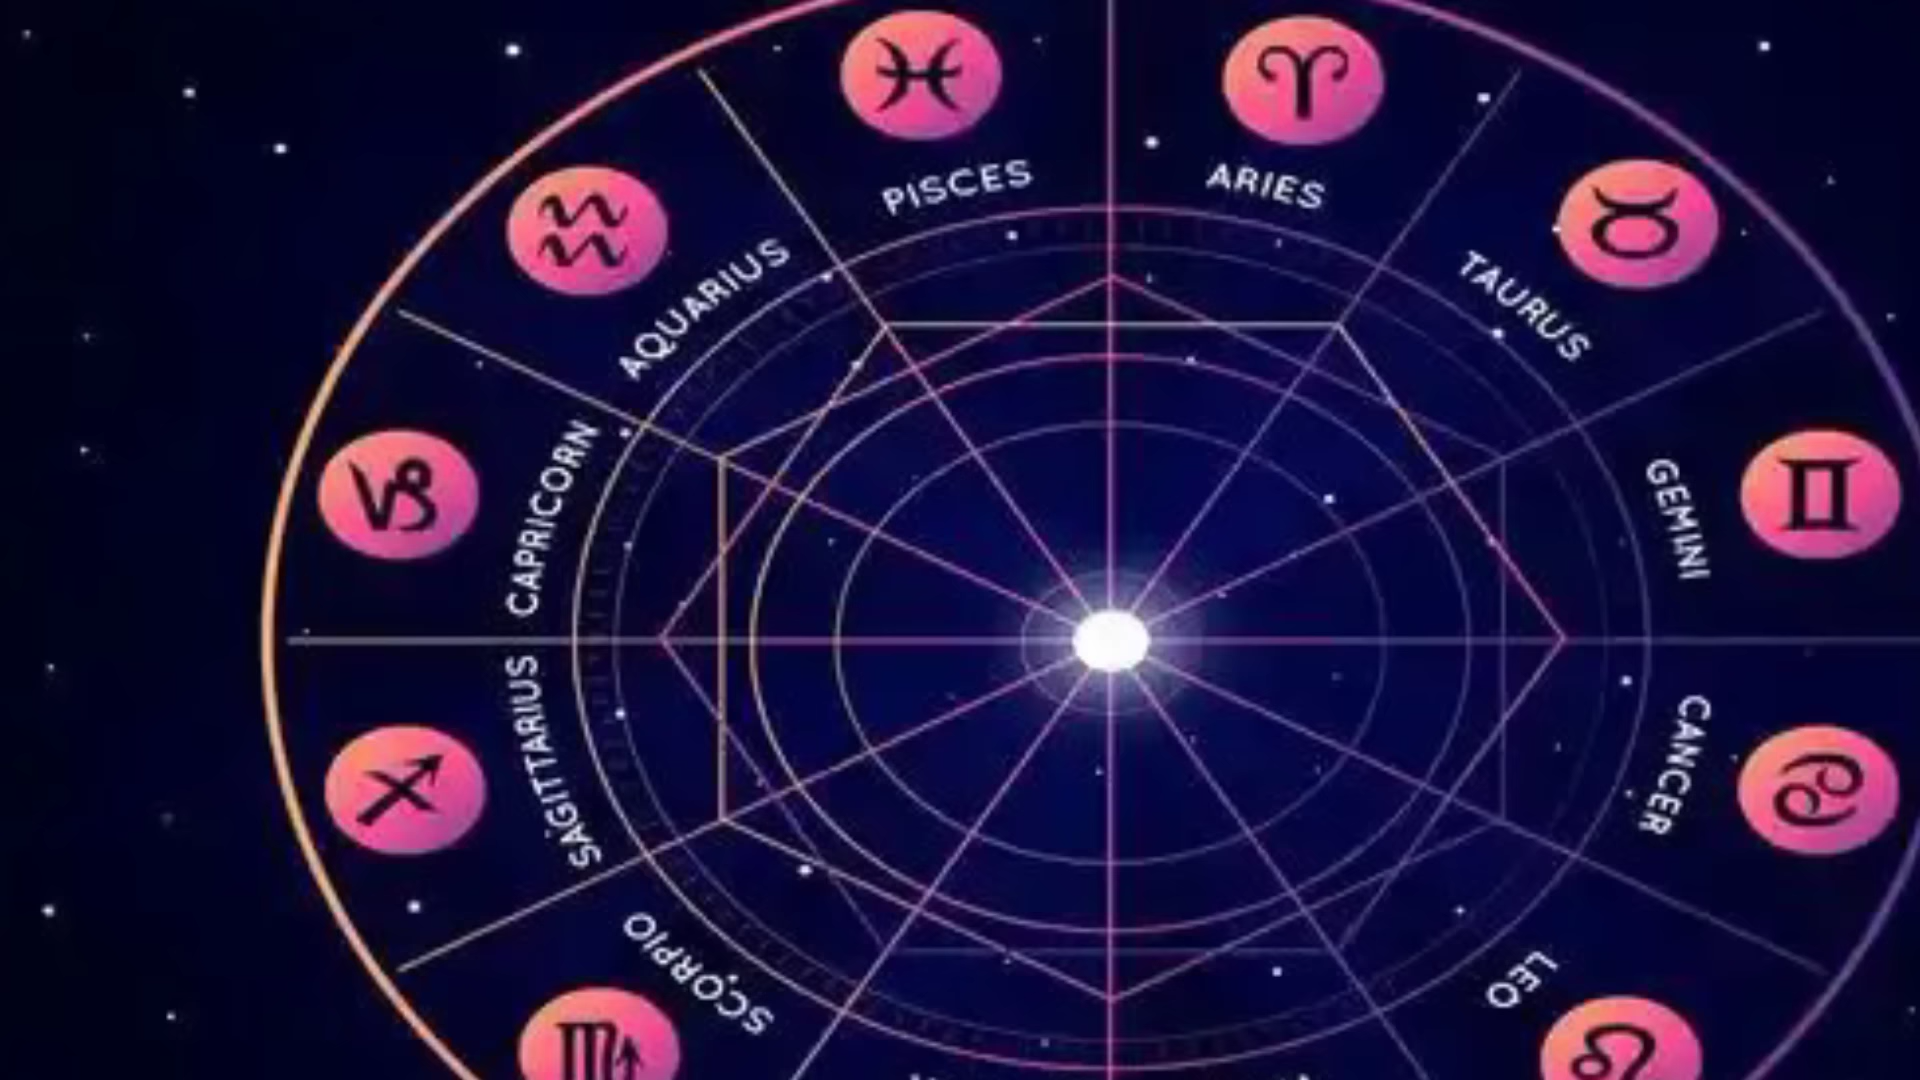 PISCES
ARIES
TAURUS
GEMINI
CANCER
LEO
SCORPIO
SAGITTARIUS
CAPRICORN
AQUARIUS